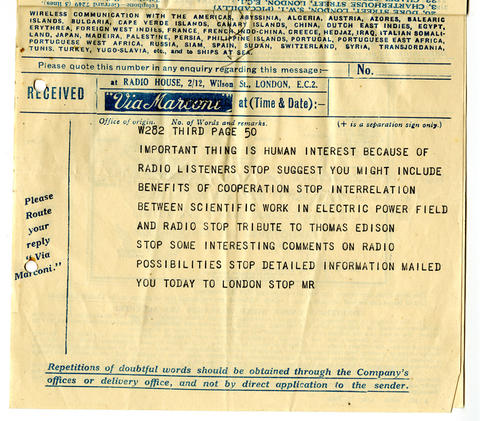 WIRELESS COMMUNICATION WITH THE AMERICAS, ABYSSINIA, ALGERIA, AUSTRIA, AZORES, BALEARIC
ISLANDS, BULGARIA, CAPE VERDE ISLANDS, CANARY ISLANDS, CHINA, DUTCH EAST INDIES, EGYPT,
ERYTHREA, FOREIGN WEST INDIES, FRANCE, FRENCH INDO-CHINA, GREECE, HEDJAZ, IRAQ, ITALIAN SOMALI-
LAND, JAPAN, MADEIRA, PALESTINE, PERSIA, PHILIPPINE ISLANDS, PORTUGAL, PORTUGUESE EAST AFRICA,
PORTUGUESE WEST AFRICA, RUSSIA, SIAM, SPAIN, SUDAN, SWITZERLAND, SYRIA, TRANSJORDANIA,
TUNIS, TURKEY, YUGOSLAVIA, etc., and to SHIPS AT SEA.
Please quote this number in any enquiry regarding this message:- No.
RECEIVED
at RADIO HOUSE, 2/12, Wilson St., LONDON, E.C.2.
"Via Marconi" at (Time & Date):-
Office of origin. No. of Words and remarks. (+ is a separation sign only.)
W282 THIRD PAGE 50
IMPORTANT THING IS HUMAN INTEREST BECAUSE OF
RADIO LISTENERS STOP SUGGEST YOU MIGHT INCLUDE
BENEFITS OF COOPERATION STOP INTERRELATION
BETWEEN SCIENTIFIC WORK IN ELECTRIC POWER FIELD
AND RADIO STOP TRIBUTE TO THOMAS EDISON
STOP SOME INTERESTING COMMENTS ON RADIO
POSSIBILITIES STOP DETAILED INFORMATION MAILED
YOU TODAY TO LONDON STOP MR
Please
Route
your
reply
"Via
Marconi."
Repetitions of doubtful words should be obtained through the Company's
offices or delivery office, and not by direct application to the sender.